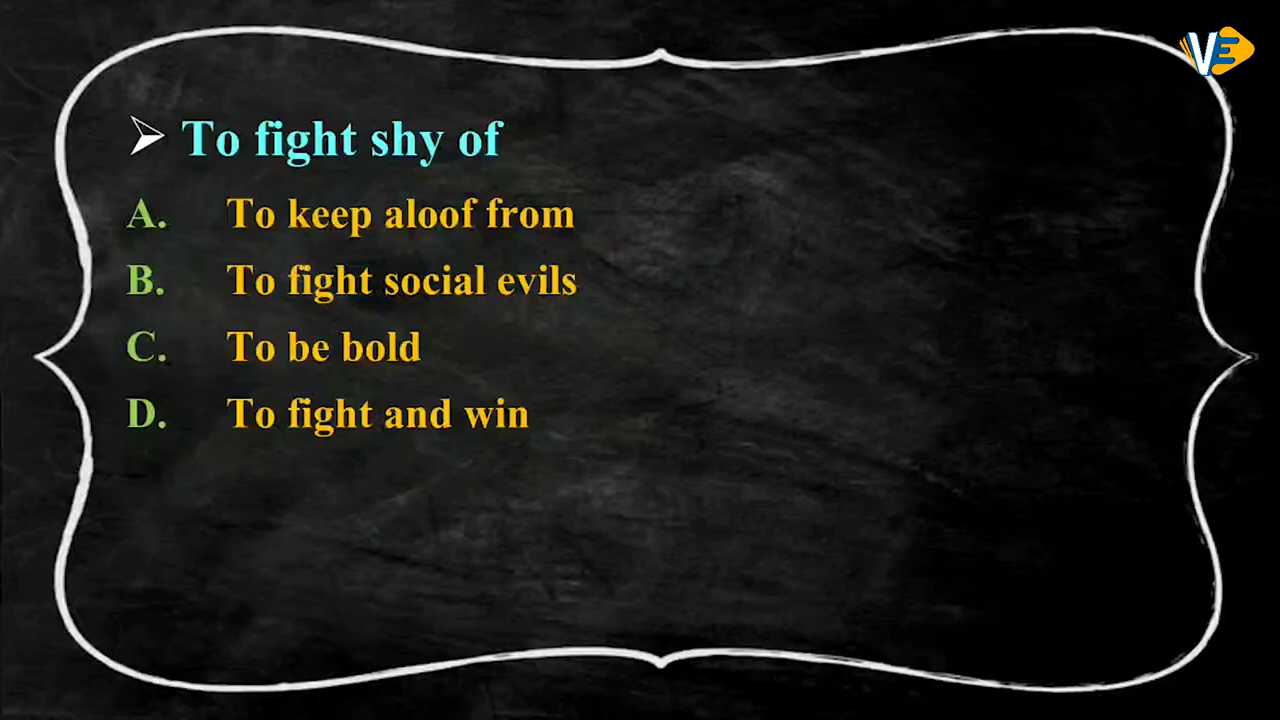 VE
To fight shy of
A. To keep aloof from
B. To fight social evils
C. To be bold
D. To fight and win